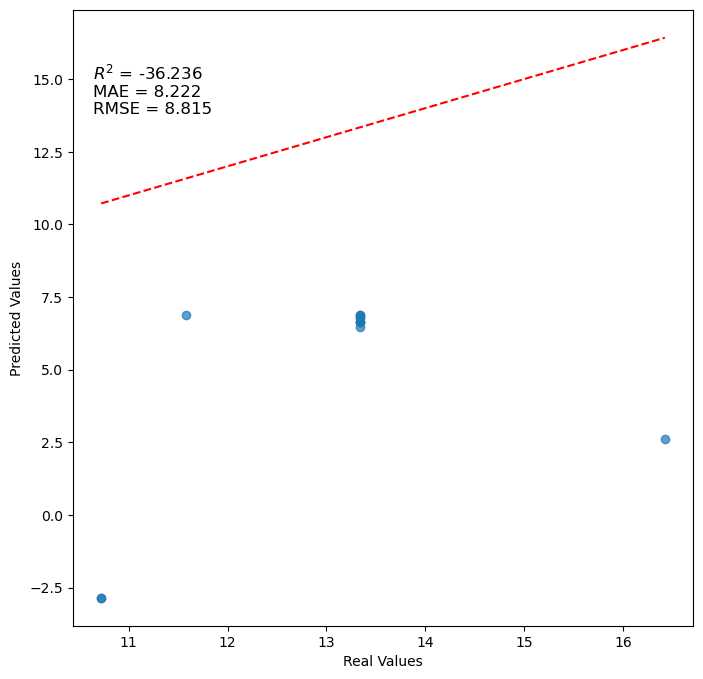 R² = -36.236
MAE = 8.222
RMSE = 8.815
15.0
12.5
10.0
7.5
5.0
2.5
0.0
−2.5
Predicted Values
11 12 13 14 15 16
Real Values